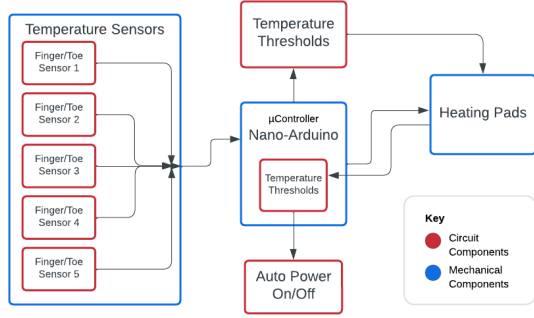 Temperature Sensors
Finger/Toe
Sensor 1
Finger/Toe
Sensor 2
Finger/Toe
Sensor 3
Finger/Toe
Sensor 4
Finger/Toe
Sensor 5
Temperature
Thresholds
µController
Nano-Arduino
Temperature
Thresholds
Auto Power
On/Off
Heating Pads
Key
Circuit
Components
Mechanical
Components